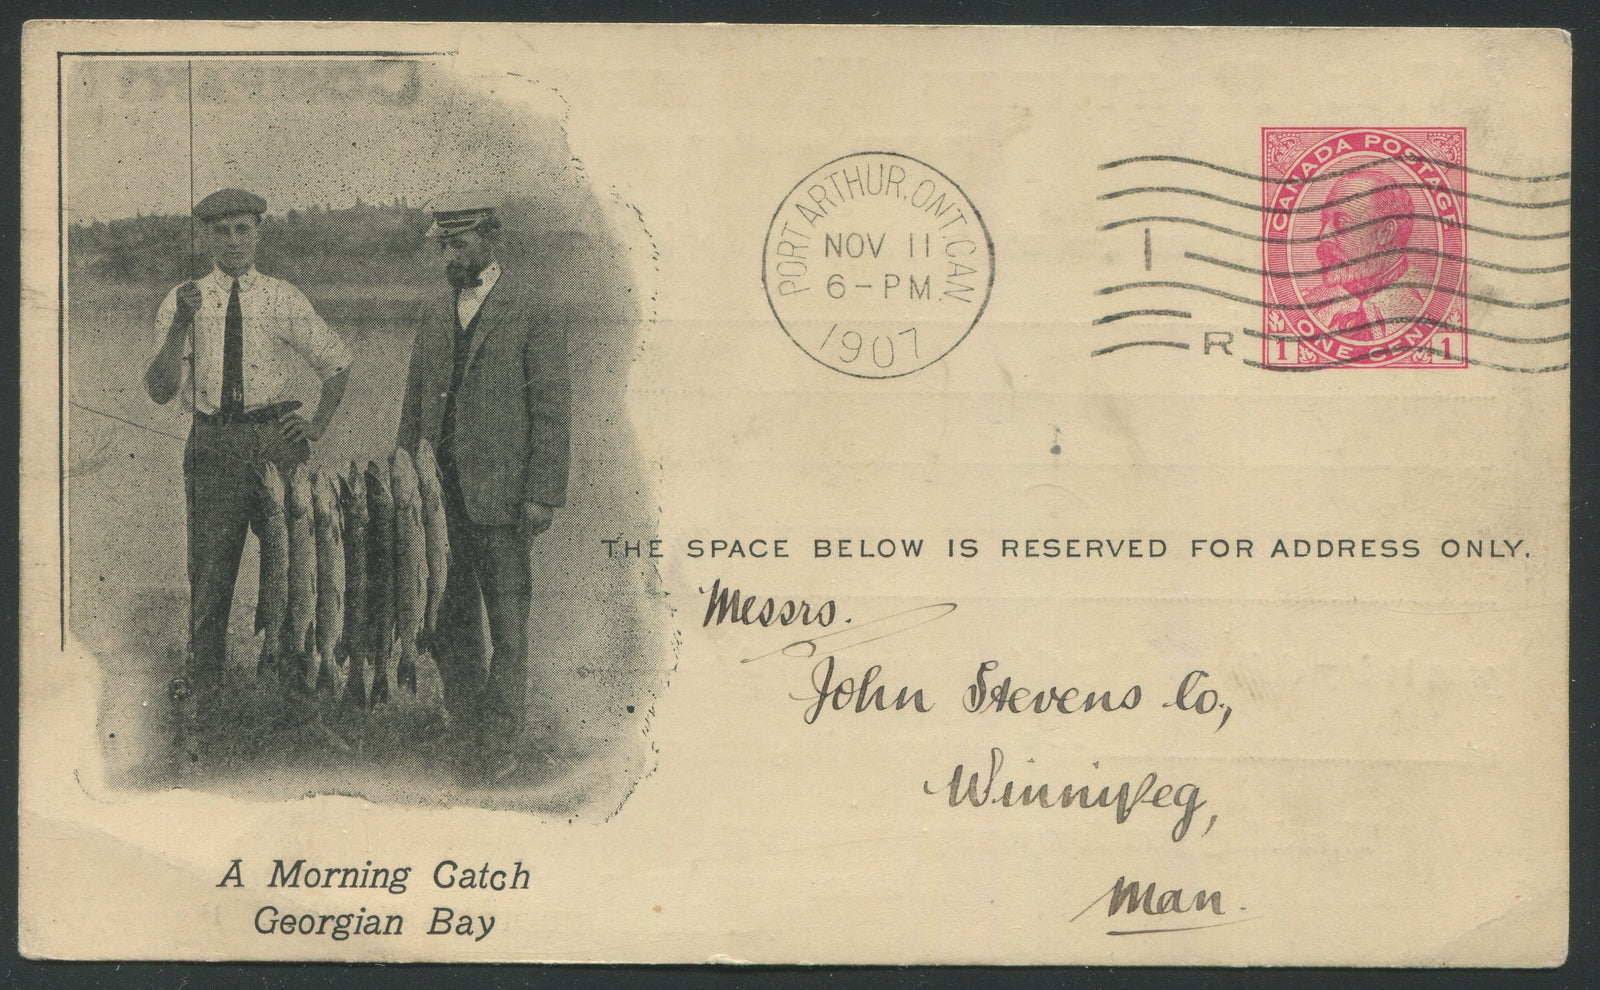 PORT ARTHUR, ONT. CAN
NOV 11
6-PM
1907
I
R
CANADA POSTAGE
ONE CENT
1 1
THE SPACE BELOW IS RESERVED FOR ADDRESS ONLY.
Messrs.
John Stevens Co.,
Winnipeg,
Man.
A Morning Catch
Georgian Bay